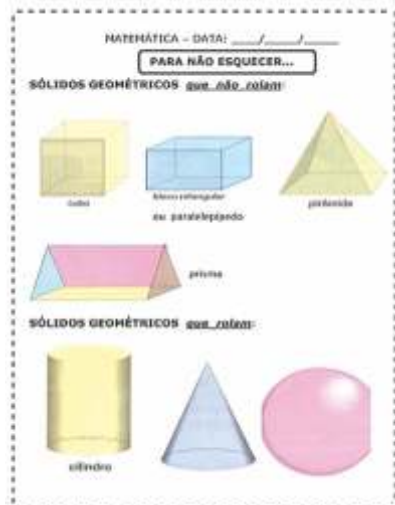 MATEMÁTICA – DATA: ____/____/____
PARA NÃO ESQUECER...
SÓLIDOS GEOMÉTRICOS que não rolam:
cubo
bloco retangular
ou paralelepípedo
pirâmide
prisma
SÓLIDOS GEOMÉTRICOS que rolam:
cilindro